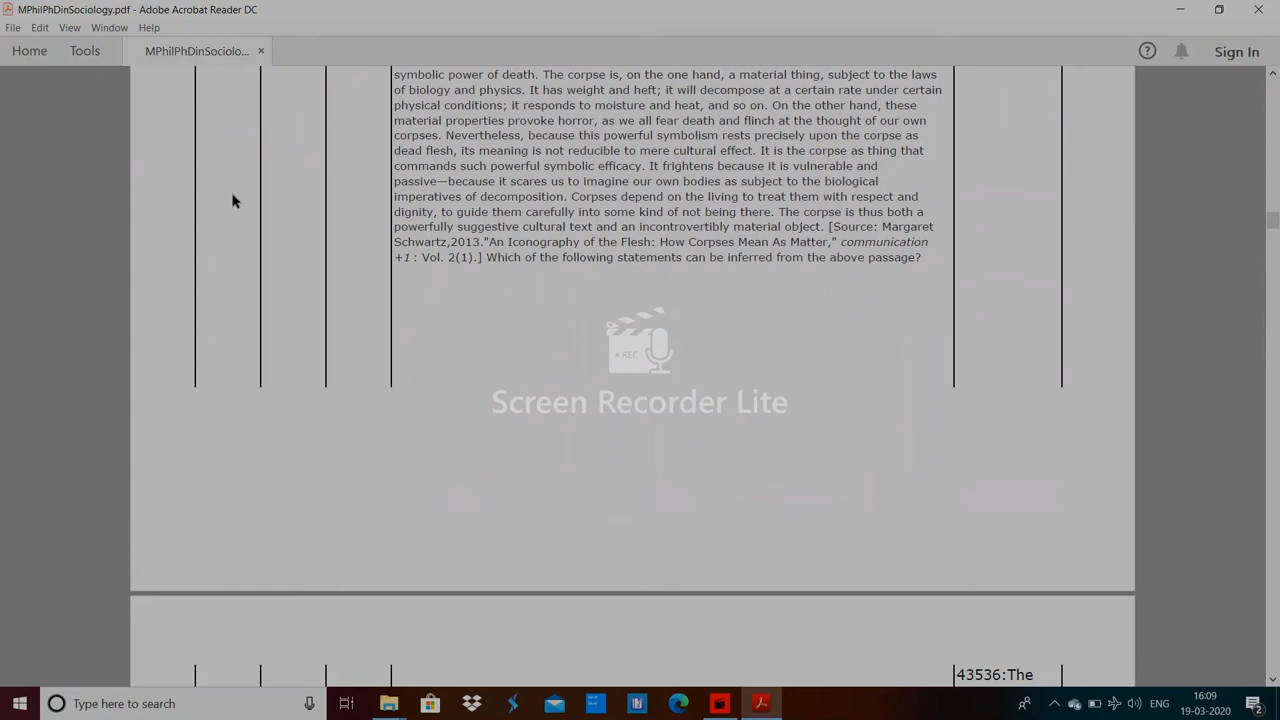 MPhilPhDinSociology.pdf - Adobe Acrobat Reader DC
File Edit View Window Help
Home Tools MPhilPhDinSociolo... × Sign In
symbolic power of death. The corpse is, on the one hand, a material thing, subject to the laws
of biology and physics. It has weight and heft; it will decompose at a certain rate under certain
physical conditions; it responds to moisture and heat, and so on. On the other hand, these
material properties provoke horror, as we all fear death and flinch at the thought of our own
corpses. Nevertheless, because this powerful symbolism rests precisely upon the corpse as
dead flesh, its meaning is not reducible to mere cultural effect. It is the corpse as thing that
commands such powerful symbolic efficacy. It frightens because it is vulnerable and
passive—because it scares us to imagine our own bodies as subject to the biological
imperatives of decomposition. Corpses depend on the living to treat them with respect and
dignity, to guide them carefully into some kind of not being there. The corpse is thus both a
powerfully suggestive cultural text and an incontrovertibly material object. [Source: Margaret
Schwartz,2013."An Iconography of the Flesh: How Corpses Mean As Matter," communication
+1 : Vol. 2(1).] Which of the following statements can be inferred from the above passage?
• REC
Screen Recorder Lite
43536:The
Type here to search
ENG
16:09
19-03-2020
2